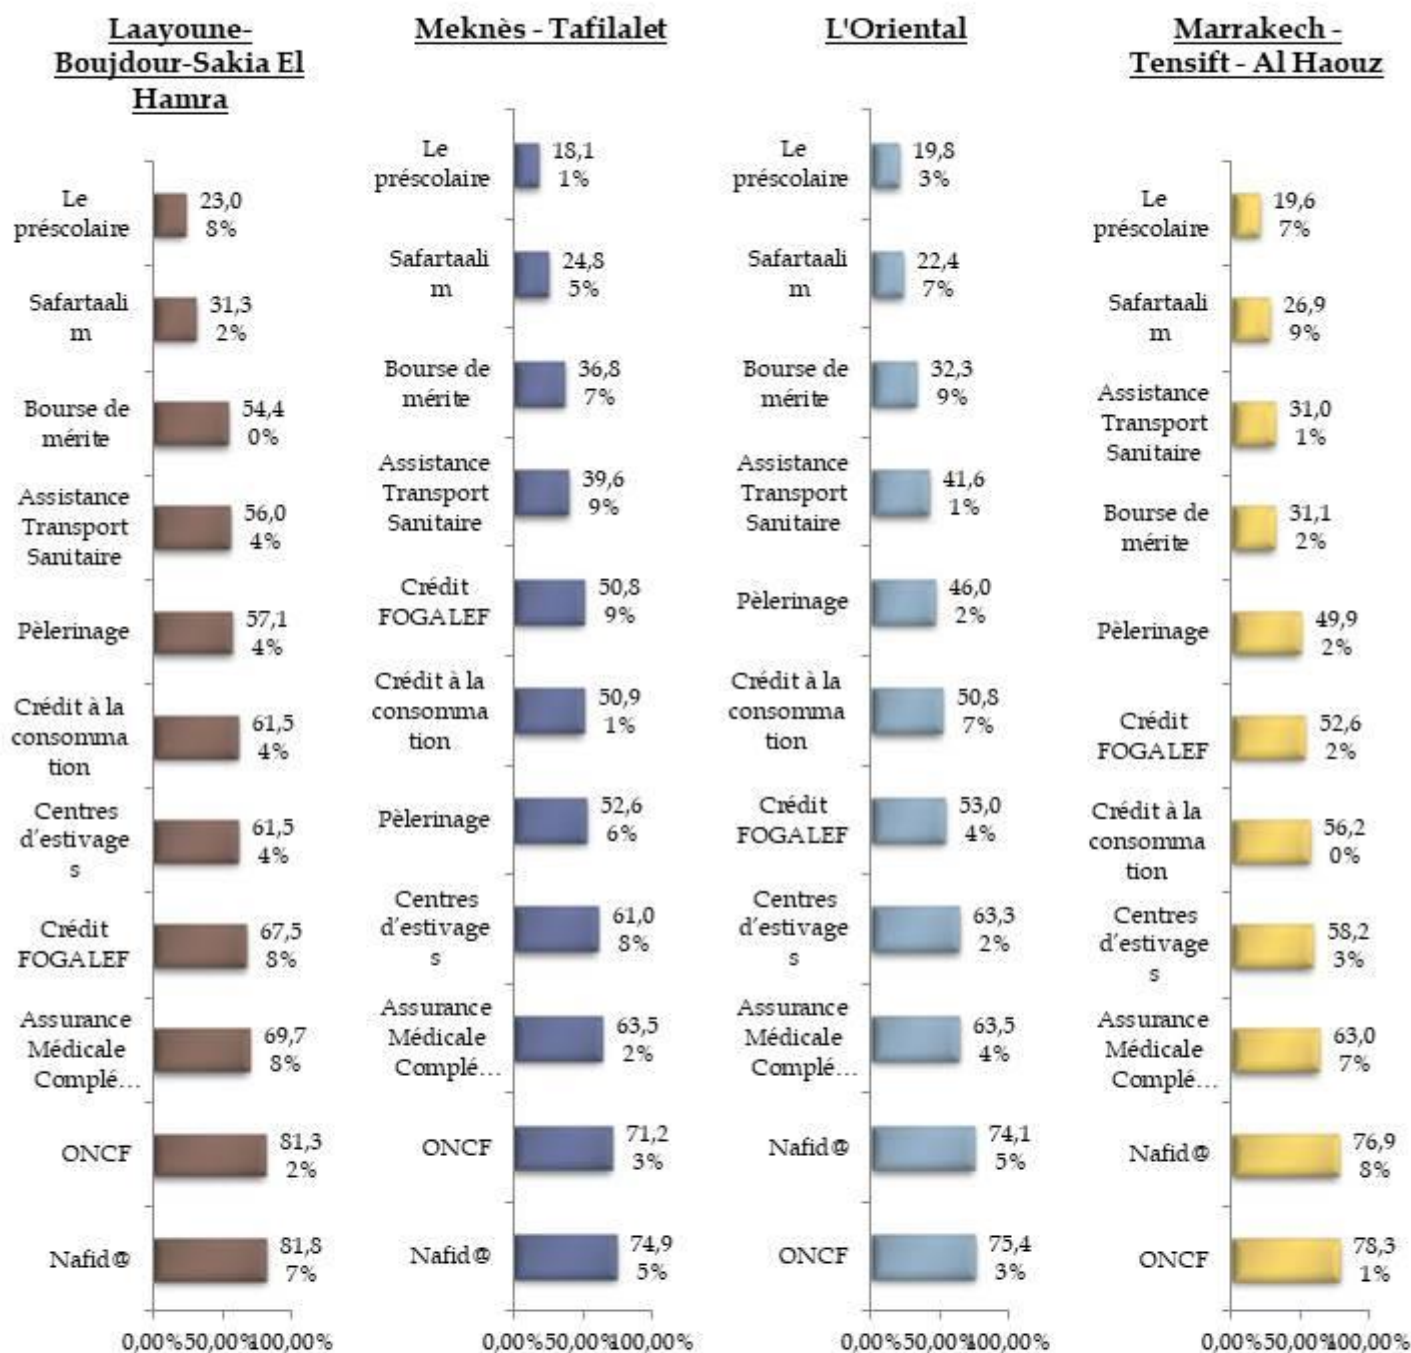 Laayoune-
Boujdour-Sakia El
Hamra
Le
préscolaire
23,0
8%
Safartaali
m
31,3
2%
Bourse de
mérite
54,4
0%
Assistance
Transport
Sanitaire
56,0
4%
Pèlerinage
57,1
4%
Crédit à la
consomma
tion
61,5
4%
Centres
d'estivage
s
61,5
4%
Crédit
FOGALEF
67,5
8%
Assurance
Médicale
Complé...
69,7
8%
ONCF
81,3
2%
Nafid@
81,8
7%
0,00%50,00%100,00%
Meknès - Tafilalet
Le
préscolaire
18,1
1%
Safartaali
m
24,8
5%
Bourse de
mérite
36,8
7%
Assistance
Transport
Sanitaire
39,6
9%
Crédit
FOGALEF
50,8
9%
Crédit à la
consomma
tion
50,9
1%
Pèlerinage
52,6
6%
Centres
d'estivage
s
61,0
8%
Assurance
Médicale
Complé...
63,5
2%
ONCF
71,2
3%
Nafid@
74,9
5%
0,00%50,00%100,00%
L'Oriental
Le
préscolaire
19,8
3%
Safartaali
m
22,4
7%
Bourse de
mérite
32,3
9%
Assistance
Transport
Sanitaire
41,6
1%
Pèlerinage
46,0
2%
Crédit à la
consomma
tion
50,8
7%
Crédit
FOGALEF
53,0
4%
Centres
d'estivage
s
63,3
2%
Assurance
Médicale
Complé...
63,5
4%
Nafid@
74,1
5%
ONCF
75,4
3%
0,00%50,00%100,00%
Marrakech -
Tensift - Al Haouz
Le
préscolaire
19,6
7%
Safartaali
m
26,9
9%
Assistance
Transport
Sanitaire
31,0
1%
Bourse de
mérite
31,1
2%
Pèlerinage
49,9
2%
Crédit
FOGALEF
52,6
2%
Crédit à la
consomma
tion
56,2
0%
Centres
d'estivage
s
58,2
3%
Assurance
Médicale
Complé...
63,0
7%
Nafid@
76,9
8%
ONCF
78,3
1%
0,00%50,00%100,00%